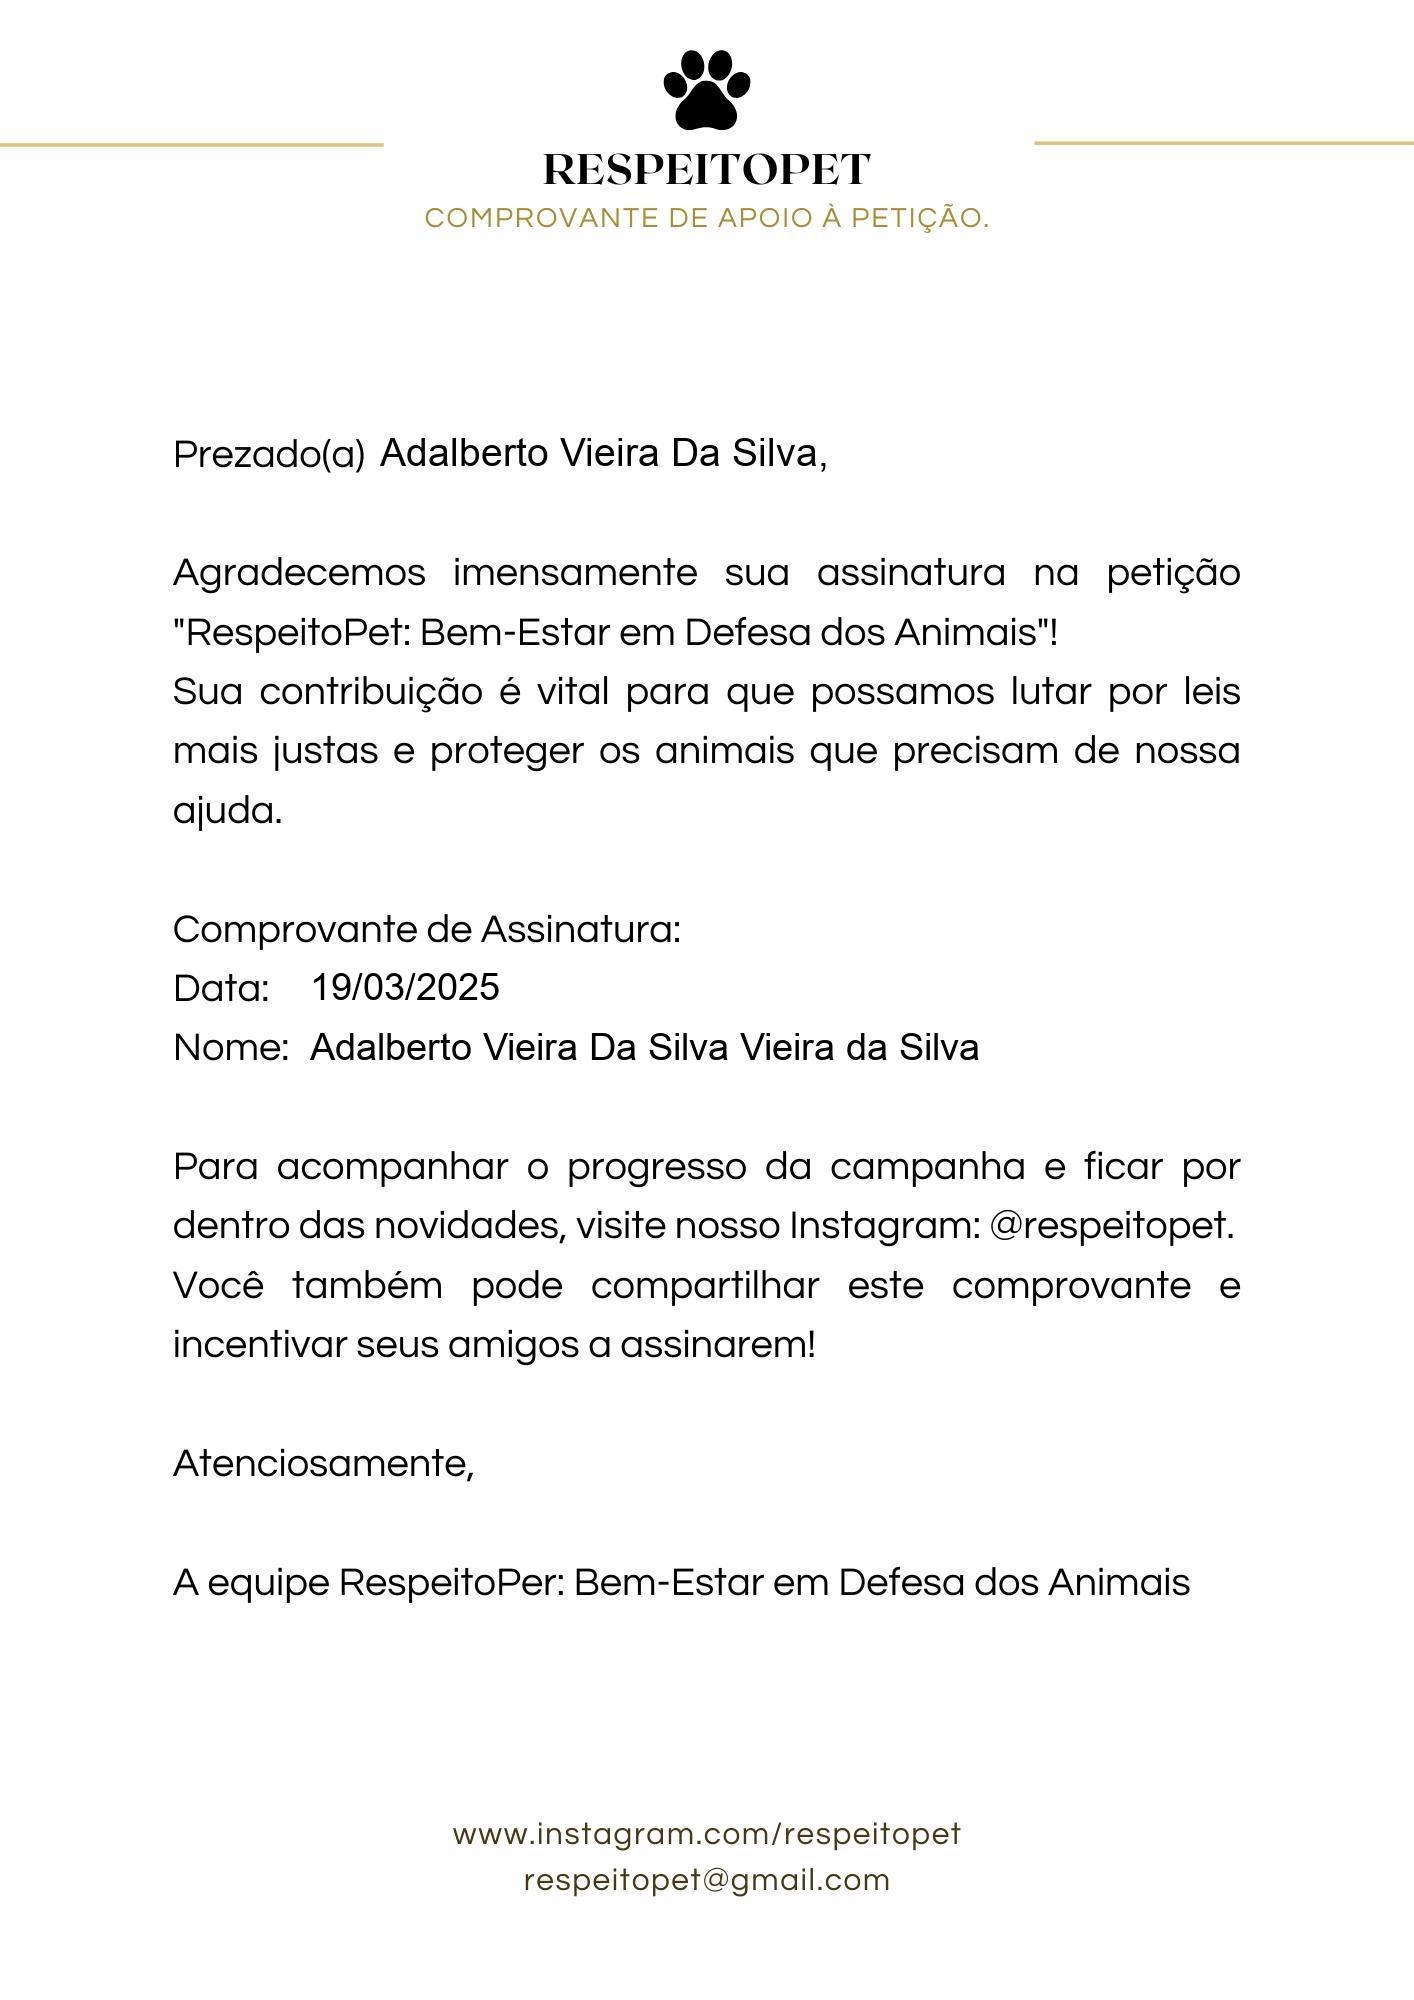 RESPEITOPET
COMPROVANTE DE APOIO À PETIÇÃO.
Prezado(a) Adalberto Vieira Da Silva,
Agradecemos imensamente sua assinatura na petição
"RespeitoPet: Bem-Estar em Defesa dos Animais"!
Sua contribuição é vital para que possamos lutar por leis
mais justas e proteger os animais que precisam de nossa
ajuda.
Comprovante de Assinatura:
Data: 19/03/2025
Nome: Adalberto Vieira Da Silva Vieira da Silva
Para acompanhar o progresso da campanha e ficar por
dentro das novidades, visite nosso Instagram: @respeitopet.
Você também pode compartilhar este comprovante e
incentivar seus amigos a assinarem!
Atenciosamente,
A equipe RespeitoPer: Bem-Estar em Defesa dos Animais
www.instagram.com/respeitopet
respeitopet@gmail.com